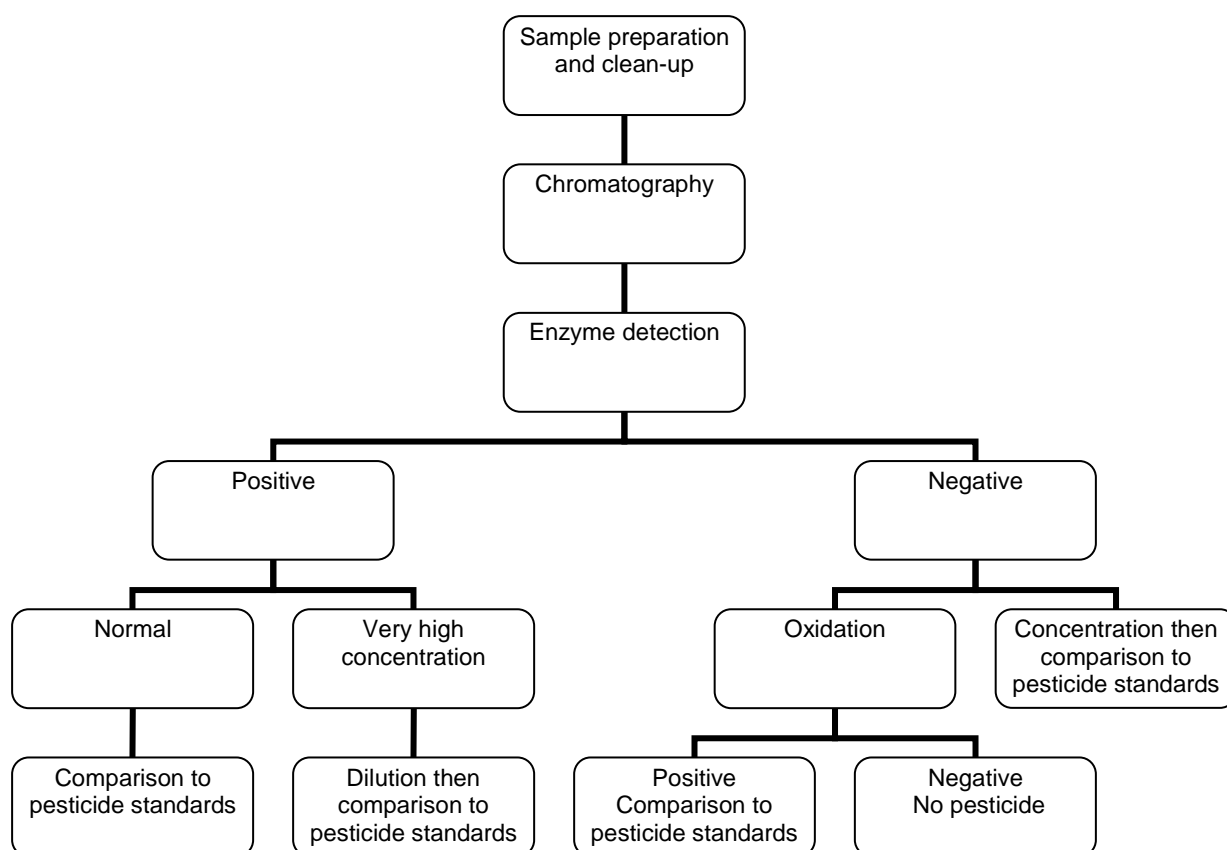 Sample preparation
and clean-up
Chromatography
Enzyme detection
Positive
Negative
Normal
Very high
concentration
Oxidation
Concentration then
comparison to
pesticide standards
Comparison to
pesticide standards
Dilution then
comparison to
pesticide standards
Positive
Comparison to
pesticide standards
Negative
No pesticide